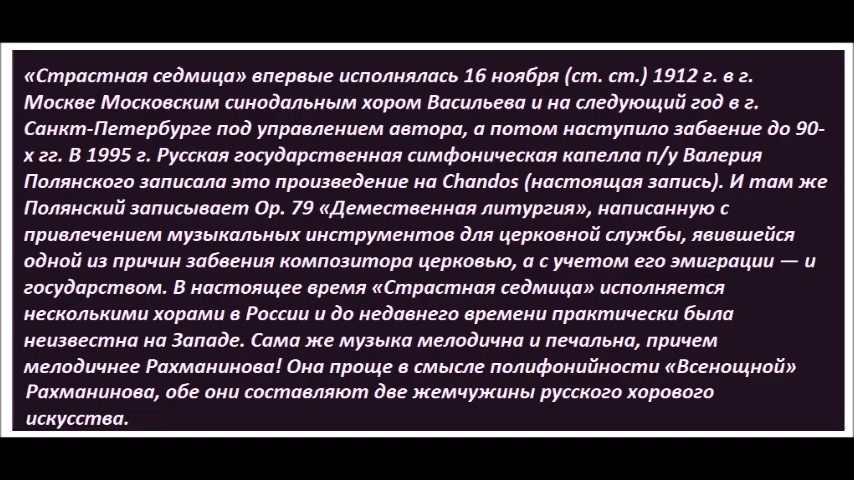 «Страстная седмица» впервые исполнялась 16 ноября (ст. ст.) 1912 г. в г.
Москве Московским синодальным хором Васильева и на следующий год в г.
Санкт-Петербурге под управлением автора, а потом наступило забвение до 90-
х гг. В 1995 г. Русская государственная симфоническая капелла п/у Валерия
Полянского записала это произведение на Chandos (настоящая запись). И там же
Полянский записывает Op. 79 «Демественная литургия», написанную с
привлечением музыкальных инструментов для церковной службы, явившейся
одной из причин забвения композитора церковью, а с учетом его эмиграции — и
государством. В настоящее время «Страстная седмица» исполняется
несколькими хорами в России и до недавнего времени практически была
неизвестна на Западе. Сама же музыка мелодична и печальна, причем
мелодичнее Рахманинова! Она проще в смысле полифонийности «Всенощной»
Рахманинова, обе они составляют две жемчужины русского хорового
искусства.